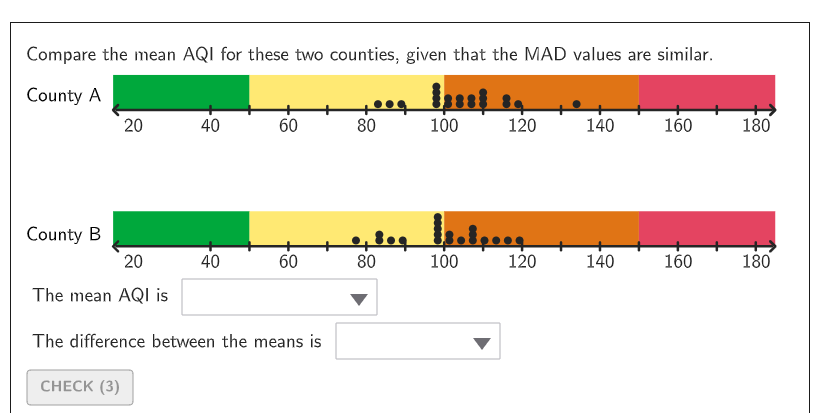 Compare the mean AQI for these two counties, given that the MAD values are similar.
County A
20 40 60 80 100 120 140 160 180
County B
20 40 60 80 100 120 140 160 180
The mean AQI is
The difference between the means is
CHECK (3)